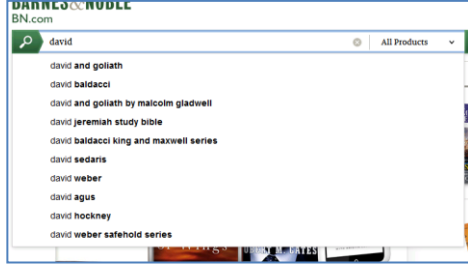 BARNES & NOBLE
BN.com
david
All Products
david and goliath
david baldacci
david and goliath by malcolm gladwell
david jeremiah study bible
david baldacci king and maxwell series
david sedaris
david weber
david agus
david hockney
david weber safehold series